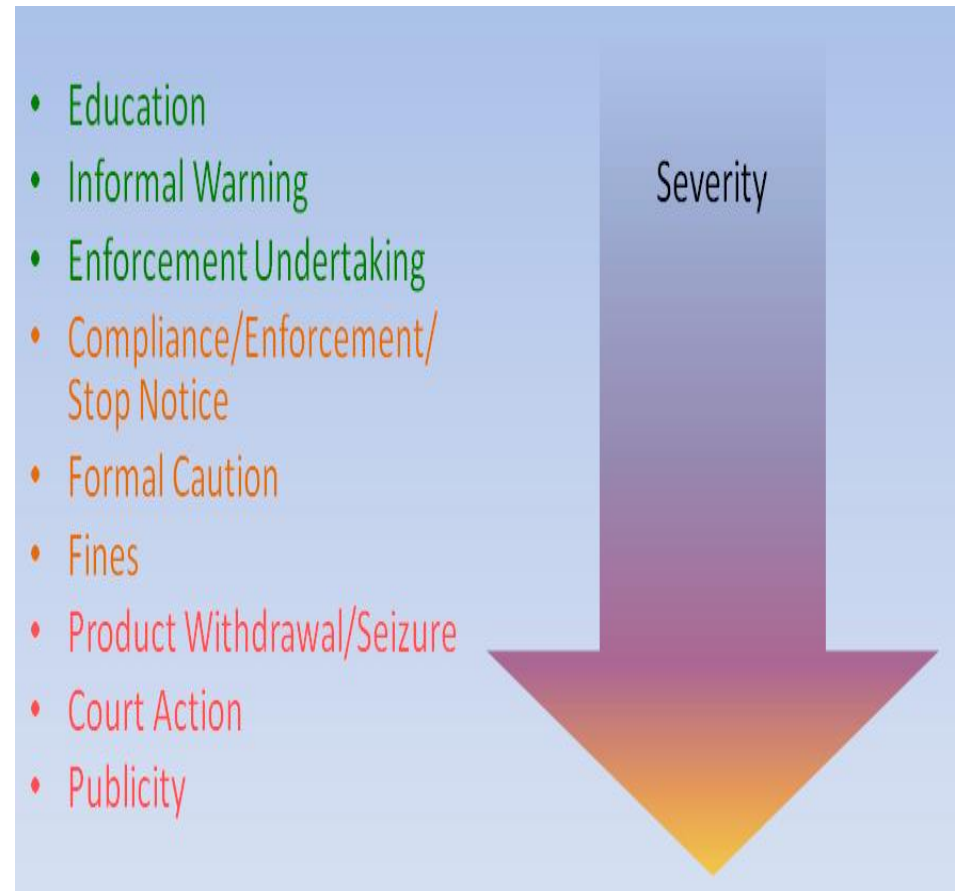 • Education
• Informal Warning
Severity
• Enforcement Undertaking
• Compliance/Enforcement/
Stop Notice
• Formal Caution
• Fines
• Product Withdrawal/Seizure
• Court Action
• Publicity